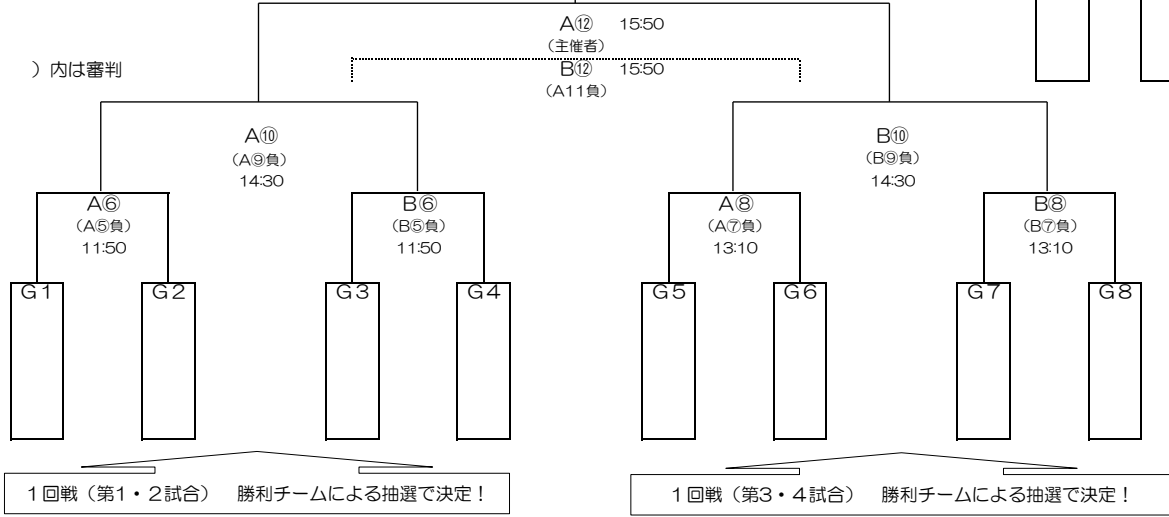 A⑫ 15:50
(主催者)
)内は審判
B⑫ 15:50
(A11負)
A⑩
(A⑨負)
14:30
B⑩
(B⑨負)
14:30
A⑥
(A⑤負)
11:50
B⑥
(B⑤負)
11:50
A⑧
(A⑦負)
13:10
B⑧
(B⑦負)
13:10
G1
G2
G3
G4
G5
G6
G7
G8
1回戦(第1・2試合) 勝利チームによる抽選で決定!
1回戦(第3・4試合) 勝利チームによる抽選で決定!